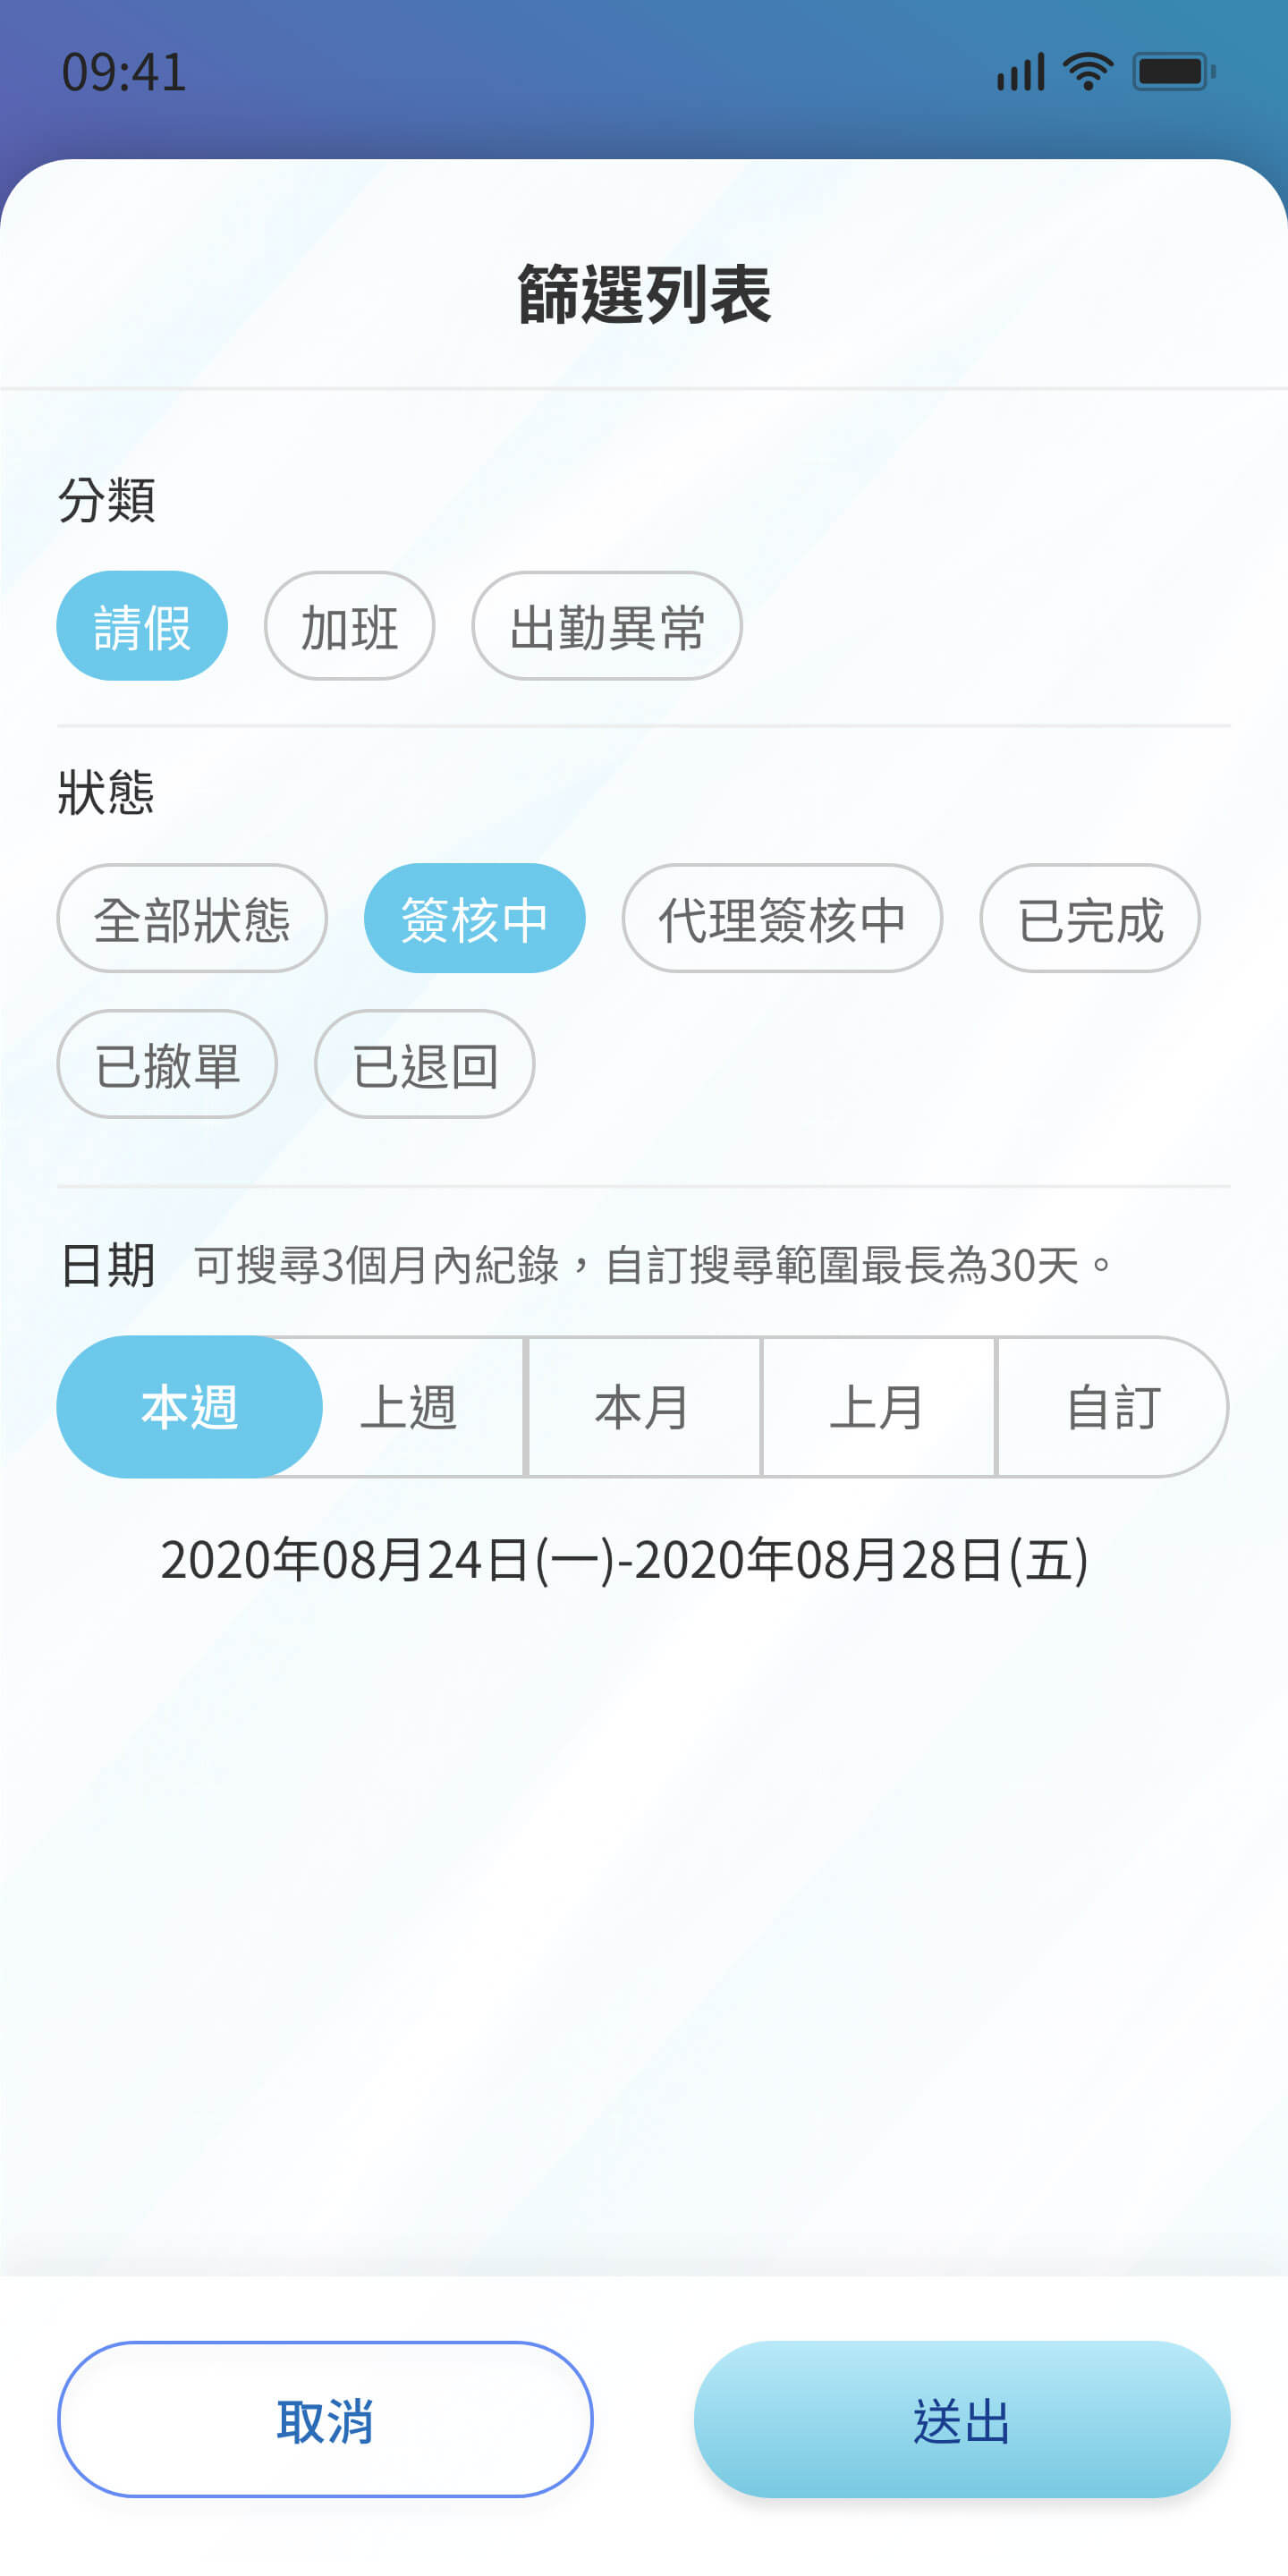 09:41
篩選列表
分類
請假 加班 出勤異常
狀態
全部狀態 簽核中 代理簽核中 已完成
已撤單 已退回
日期 可搜尋3個月內紀錄，自訂搜尋範圍最長為30天。
本週 上週 本月 上月 自訂
2020年08月24日(一)-2020年08月28日(五)
取消 送出